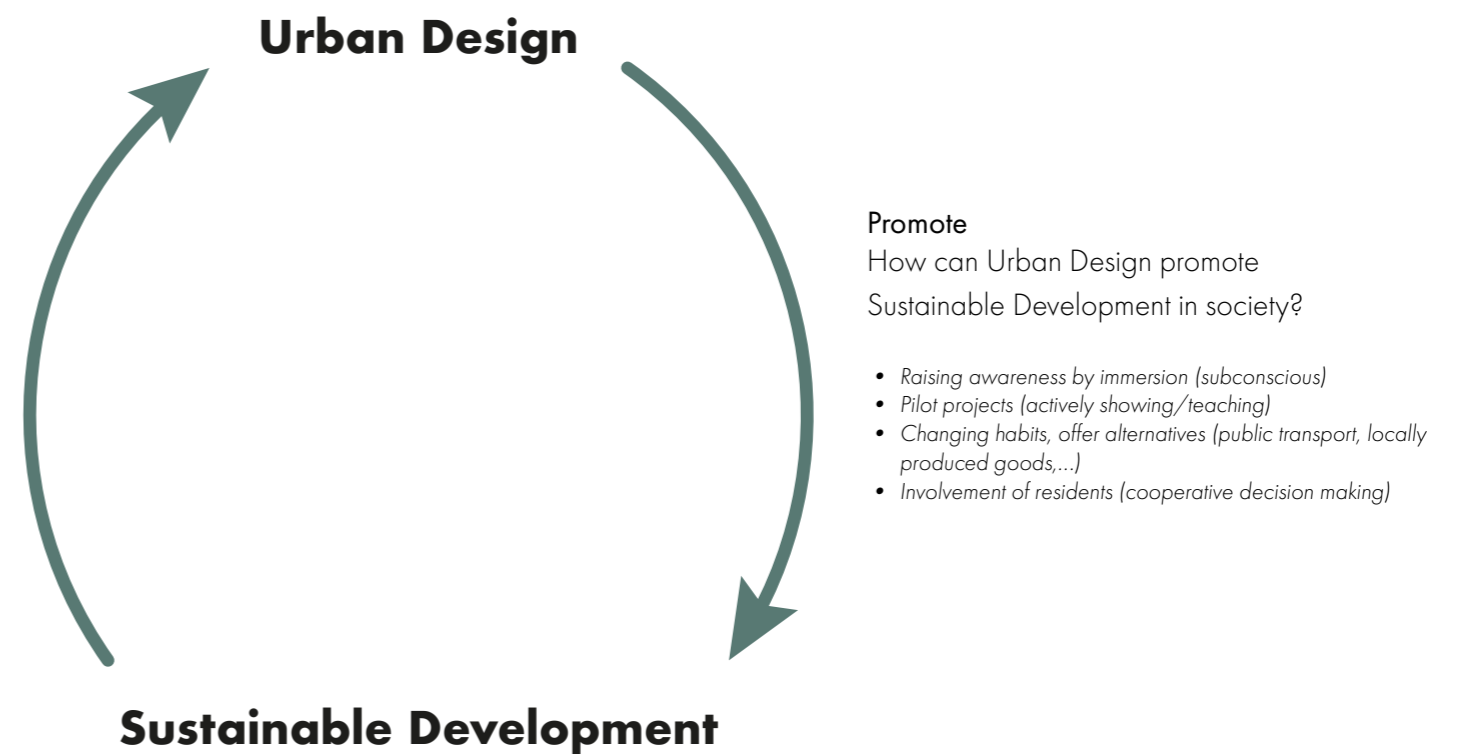 Urban Design
Promote
How can Urban Design promote
Sustainable Development in society?
• Raising awareness by immersion (subconscious)
• Pilot projects (actively showing/teaching)
• Changing habits, offer alternatives (public transport, locally
produced goods,...)
• Involvement of residents (cooperative decision making)
Sustainable Development